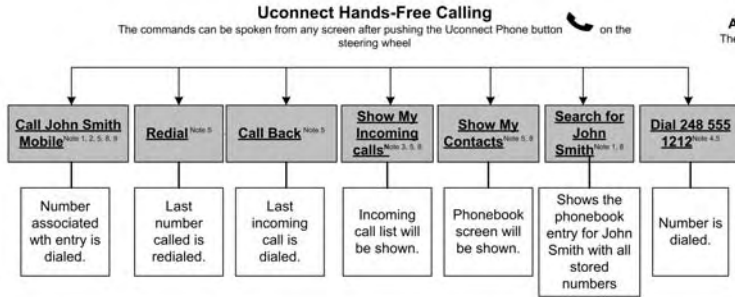 Uconnect Hands-Free Calling
The commands can be spoken from any screen after pushing the Uconnect Phone button on the
steering wheel
A
The
Call John Smith
Mobile Note 1, 2, 5, 8, 9
Redial Note 5
Call Back Note 5
Show My
Incoming
calls Note 3, 5, 8
Show My
Contacts Note 5, 8
Search for
John
Smith Note 1, 8
Dial 248 555
1212 Note 4,5
Number
associated
wth entry is
dialed.
Last
number
called is
redialed.
Last
incoming
call is
dialed.
Incoming
call list will
be shown.
Phonebook
screen will
be shown.
Shows the
phonebook
entry for John
Smith with all
stored
numbers
Number is
dialed.